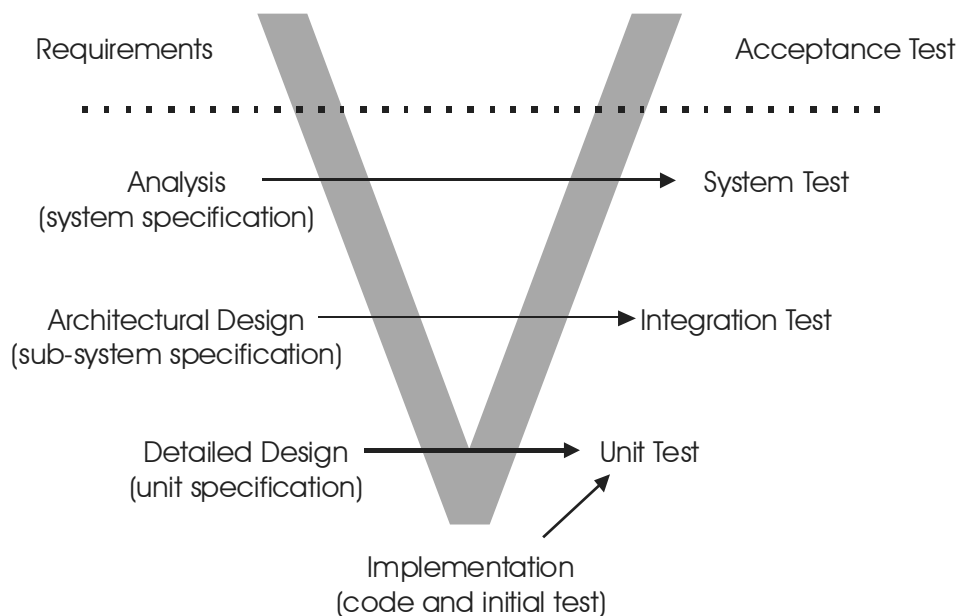 Requirements
Acceptance Test
Analysis
(system specification)
System Test
Architectural Design
(sub-system specification)
Integration Test
Detailed Design
(unit specification)
Unit Test
Implementation
(code and initial test)